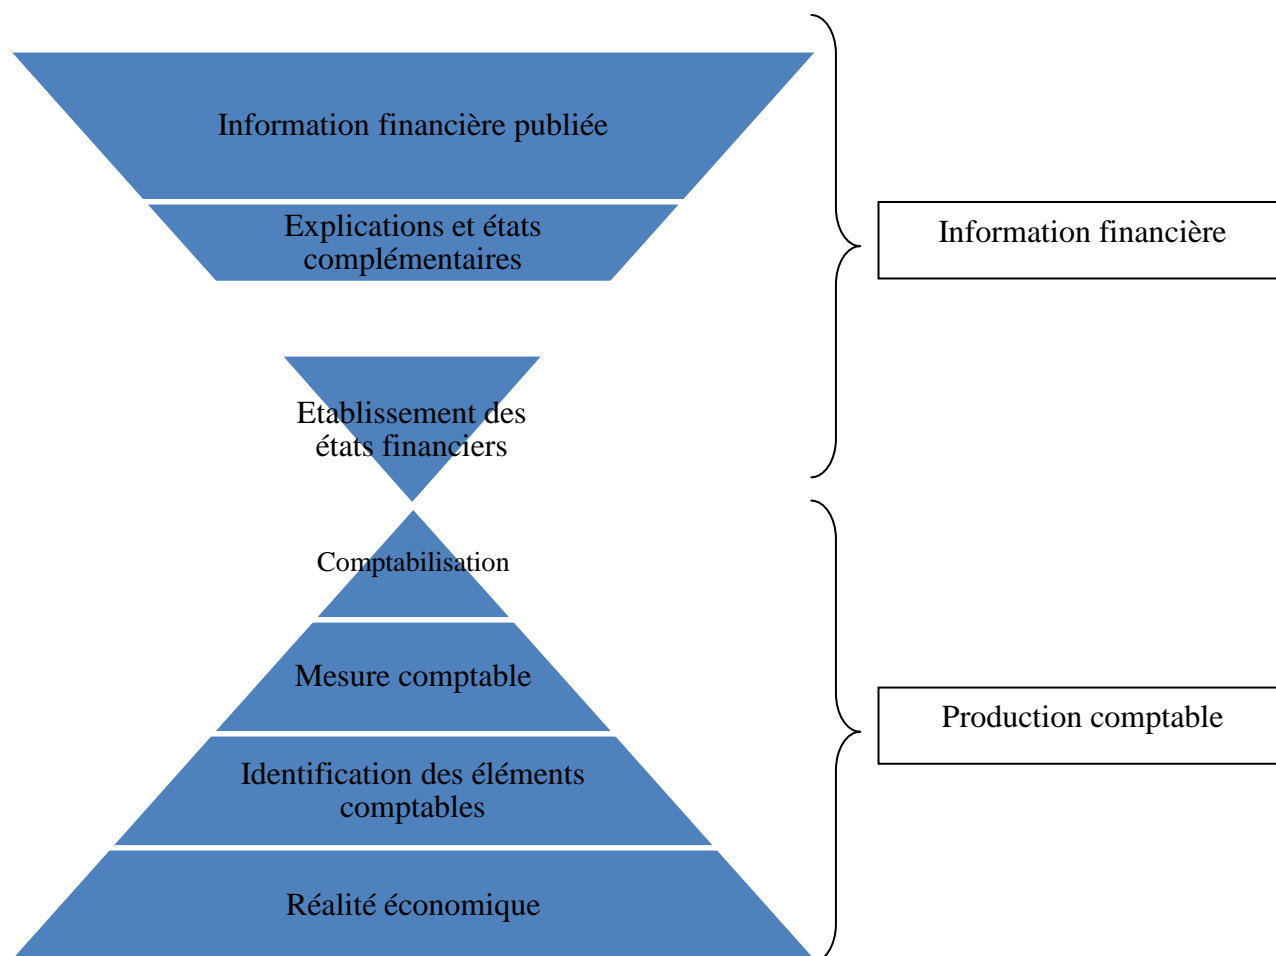 Information financière publiée
Explications et états
complémentaires
Information financière
Etablissement des
états financiers
Comptabilisation
Mesure comptable
Production comptable
Identification des éléments
comptables
Réalité économique